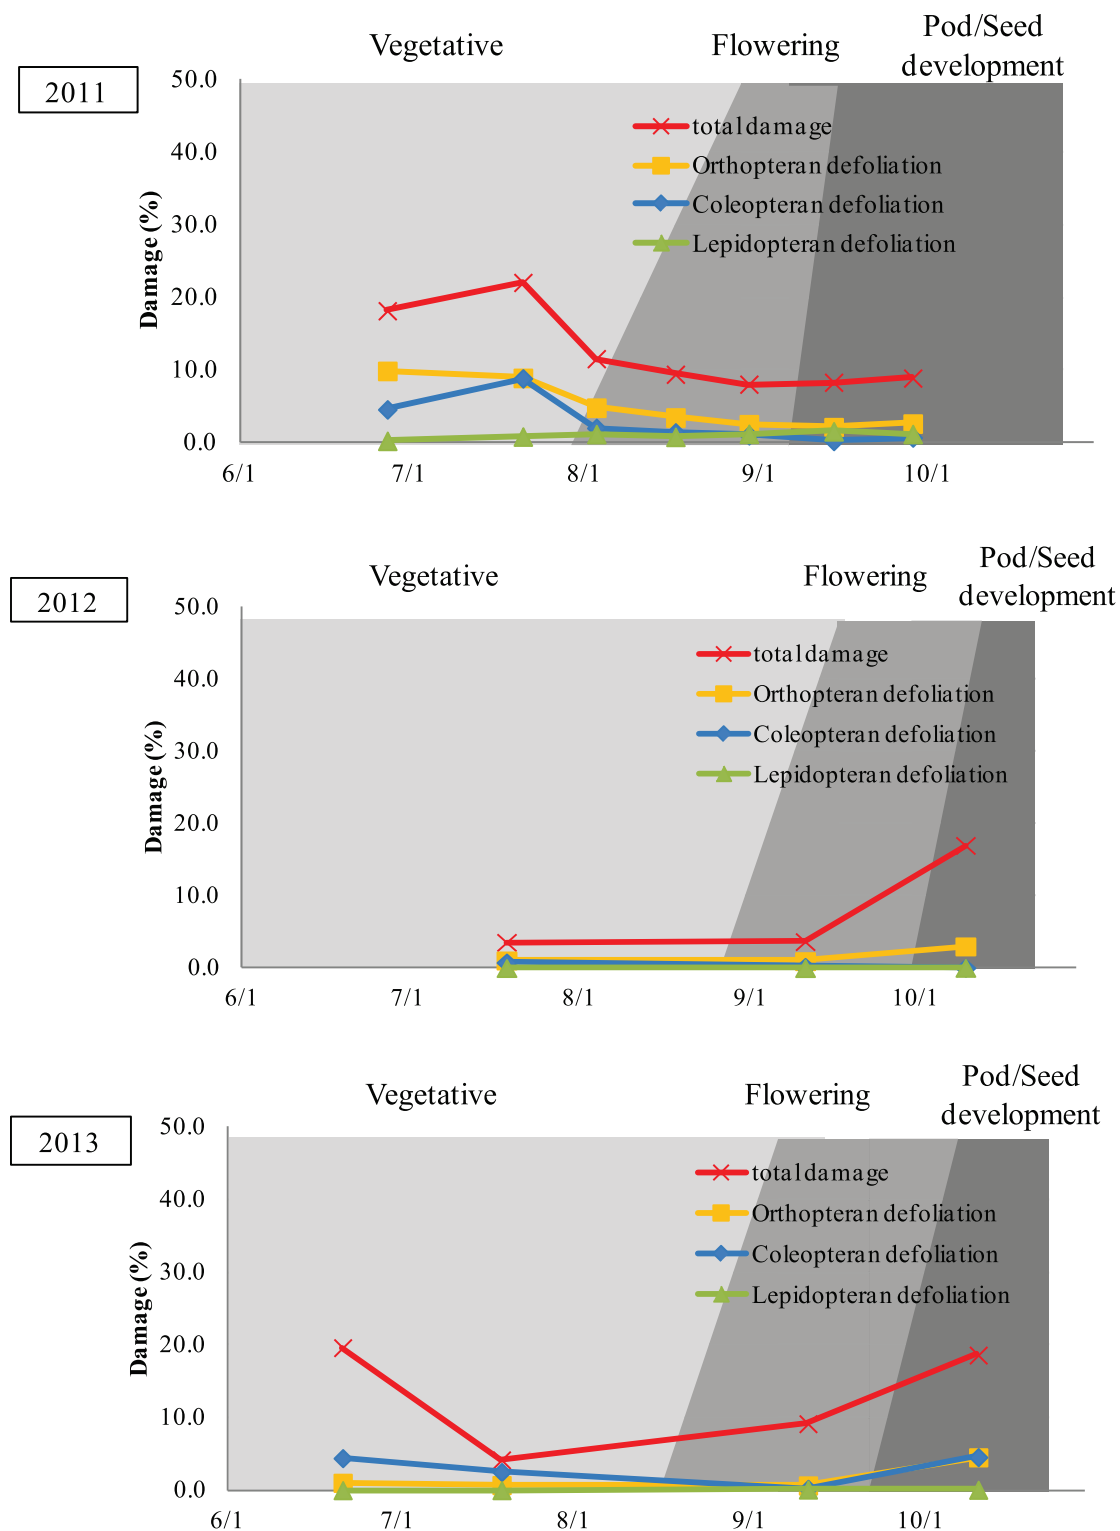 Vegetative
Flowering
Pod/Seed
development
2011
50.0
40.0
30.0
20.0
10.0
0.0
Damage (%)
total damage
Orthopteran defoliation
Coleopteran defoliation
Lepidopteran defoliation
6/1 7/1 8/1 9/1 10/1
Vegetative
Flowering
Pod/Seed
development
2012
50.0
40.0
30.0
20.0
10.0
0.0
Damage (%)
total damage
Orthopteran defoliation
Coleopteran defoliation
Lepidopteran defoliation
6/1 7/1 8/1 9/1 10/1
Vegetative
Flowering
Pod/Seed
development
2013
50.0
40.0
30.0
20.0
10.0
0.0
Damage (%)
total damage
Orthopteran defoliation
Coleopteran defoliation
Lepidopteran defoliation
6/1 7/1 8/1 9/1 10/1